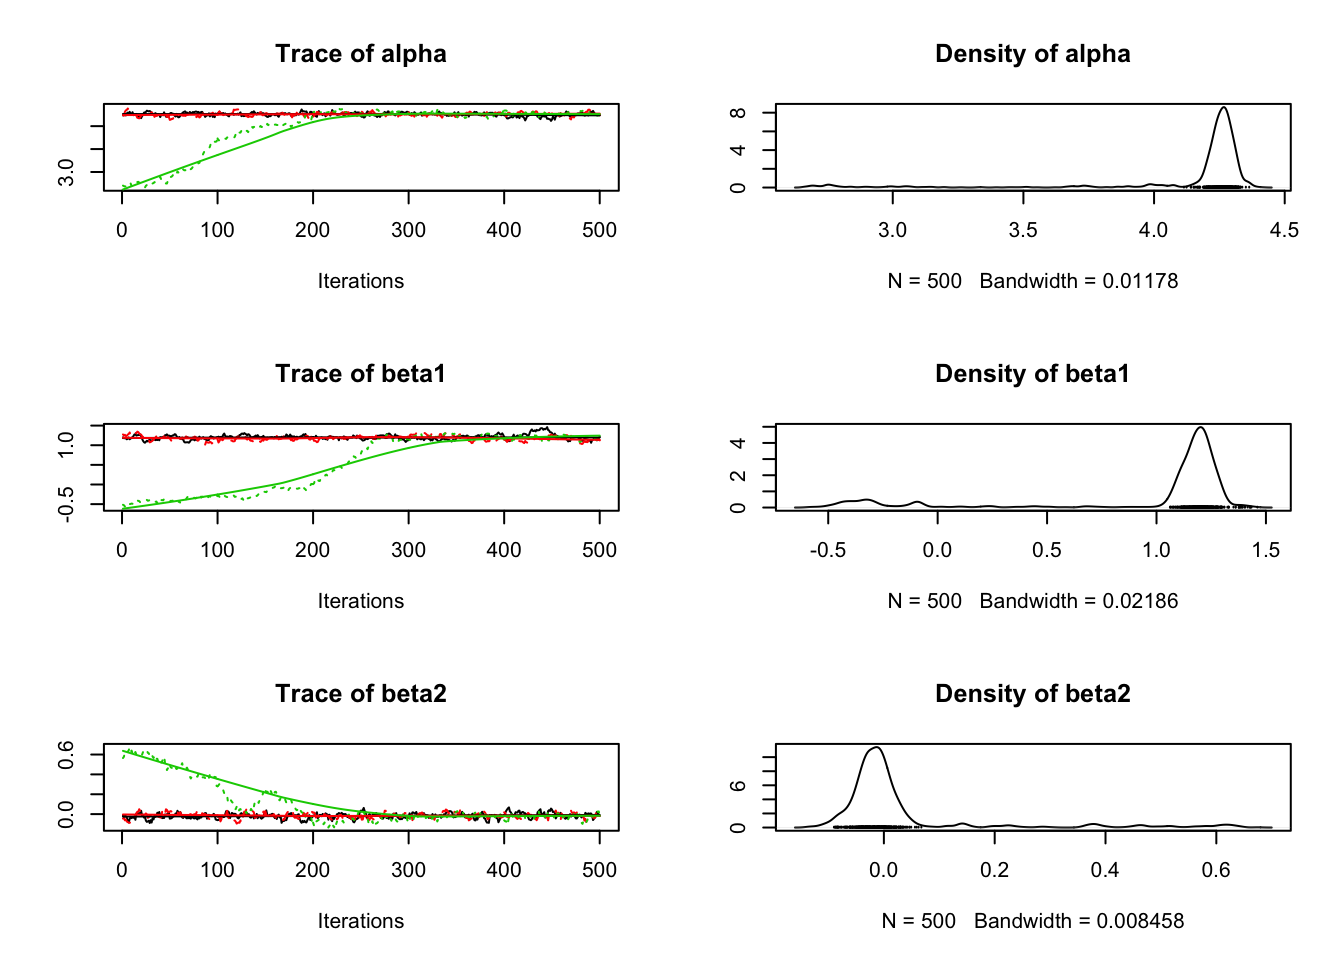 Trace of alpha
3.0
0 100 200 300 400 500
Iterations
Density of alpha
8
4
0
3.0 3.5 4.0 4.5
N = 500 Bandwidth = 0.01178
Trace of beta1
1.0
-0.5
0 100 200 300 400 500
Iterations
Density of beta1
4
2
0
-0.5 0.0 0.5 1.0 1.5
N = 500 Bandwidth = 0.02186
Trace of beta2
0.6
0.0
0 100 200 300 400 500
Iterations
Density of beta2
6
0
0.0 0.2 0.4 0.6
N = 500 Bandwidth = 0.008458